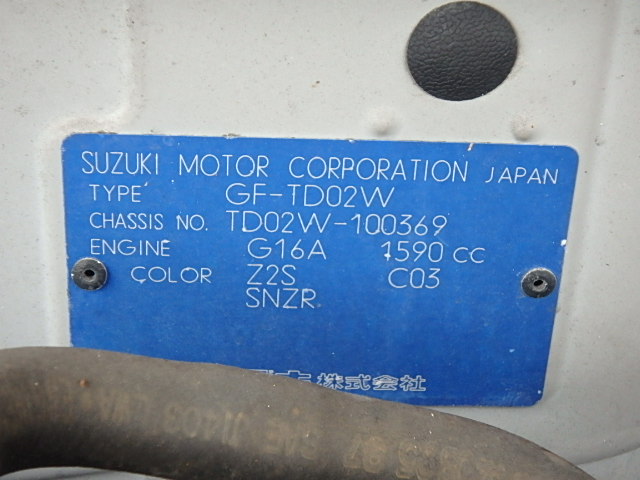 SUZUKI MOTOR CORPORATION JAPAN
TYPE GF-TD02W
CHASSIS NO. TD02W-100369
ENGINE G16A 1590 CC
COLOR Z2S C03
SNZR
株式会社
J1403